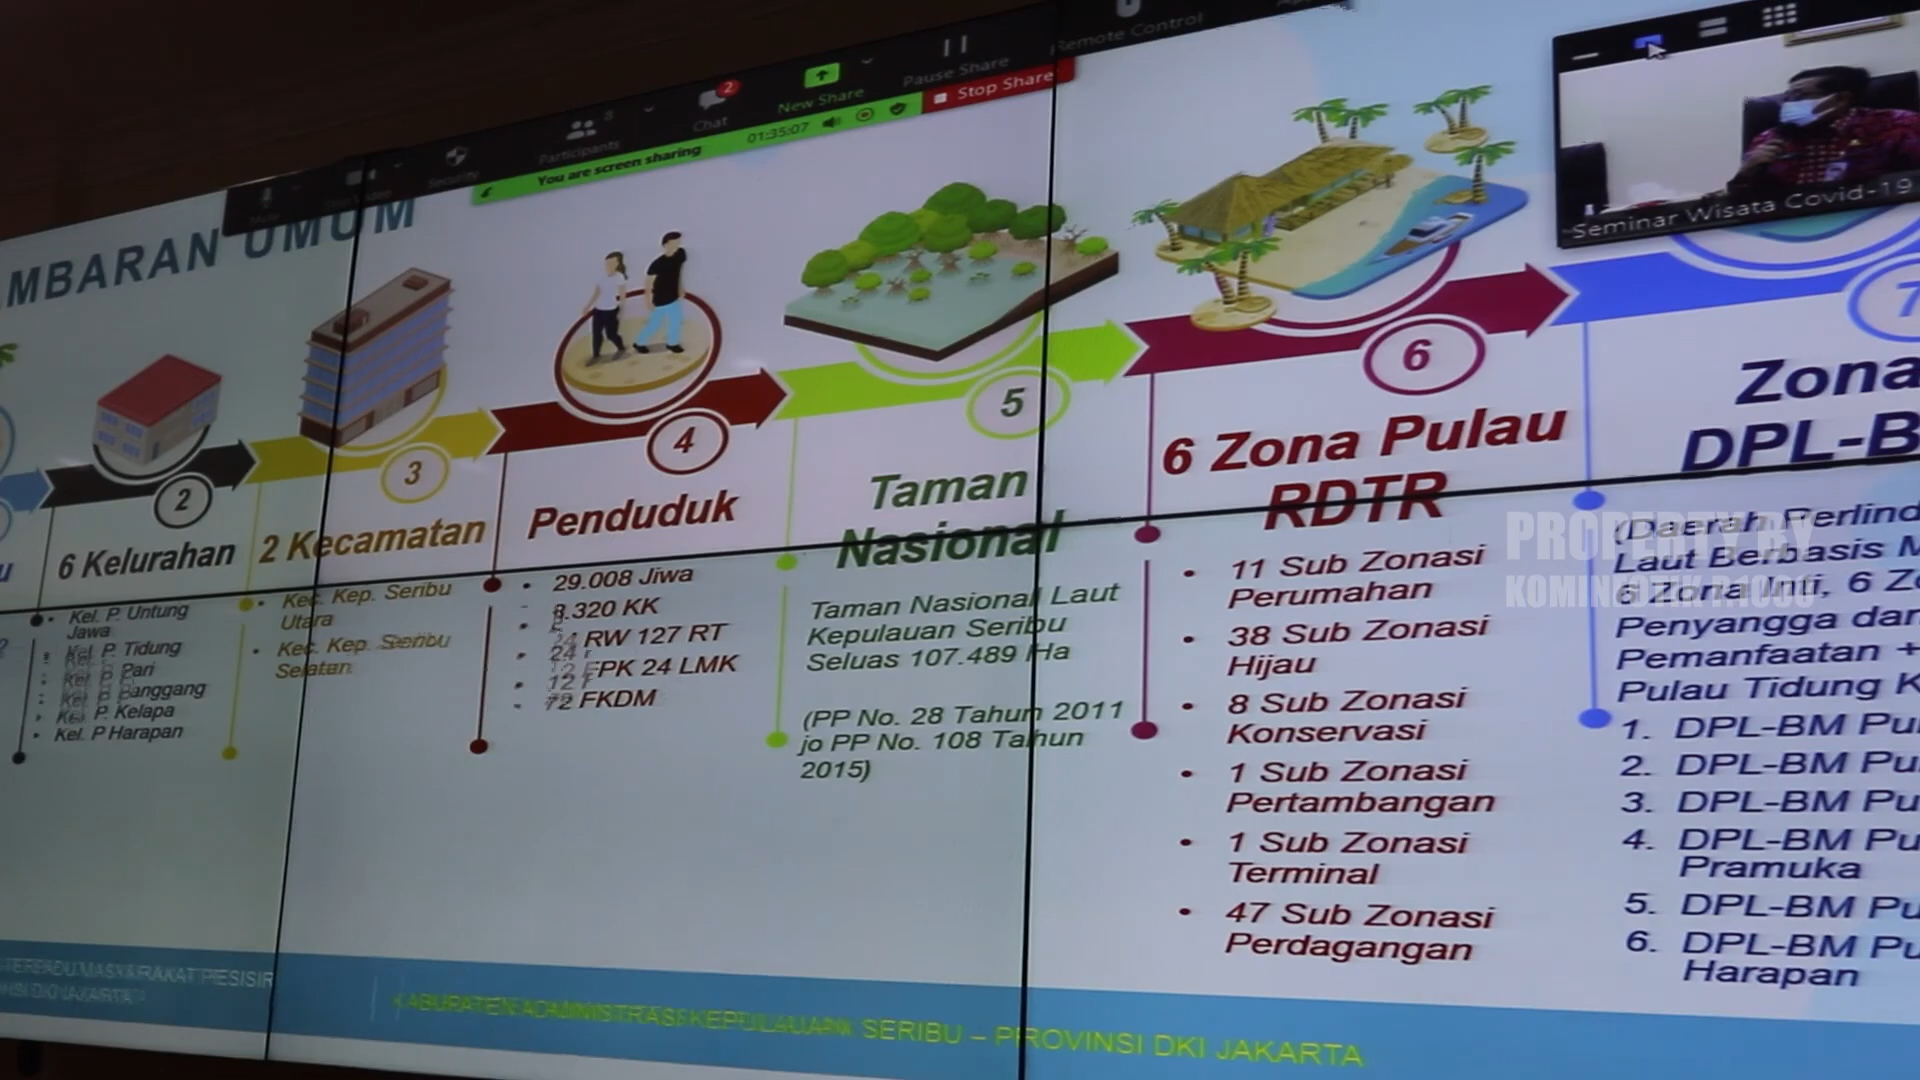 Remote Control
Pause Share
New Share
Stop Share
2
Chat
8
Participants
Security
01:35:07
You are screen sharing
Seminar Wisata Covid-19
MBARAN UMUM
2
6 Kelurahan
Kel. P. Untung
Jawa
Kel. P. Tidung
Kel. P. Pari
Kel. P. Panggang
Kel. P. Kelapa
Kel. P Harapan
3
2 Kecamatan
Kec. Kep. Seribu
Utara
Kec. Kep. Seribu
Selatan
4
Penduduk
29.008 Jiwa
8.320 KK
24 RW 127 RT
12 FPK 24 LMK
72 FKDM
5
Taman
Nasional
Taman Nasional Laut
Kepulauan Seribu
Seluas 107.489 Ha
(PP No. 28 Tahun 2011
jo PP No. 108 Tahun
2015)
6
6 Zona Pulau
RDTR
11 Sub Zonasi
Perumahan
38 Sub Zonasi
Hijau
8 Sub Zonasi
Konservasi
1 Sub Zonasi
Pertambangan
1 Sub Zonasi
Terminal
47 Sub Zonasi
Perdagangan
7
Zona
DPL-B
(Daerah Perlind
Laut Berbasis M
6 Zona Inti, 6 Zo
Penyangga dan
Pemanfaatan +
Pulau Tidung K
1. DPL-BM Pu
2. DPL-BM Pu
3. DPL-BM Pu
4. DPL-BM Pu
Pramuka
5. DPL-BM Pu
6. DPL-BM Pu
Harapan
PROPERTY BY
KABUPATEN ADMINISTRASI KEPULAUAN SERIBU – PROVINSI DKI JAKARTA